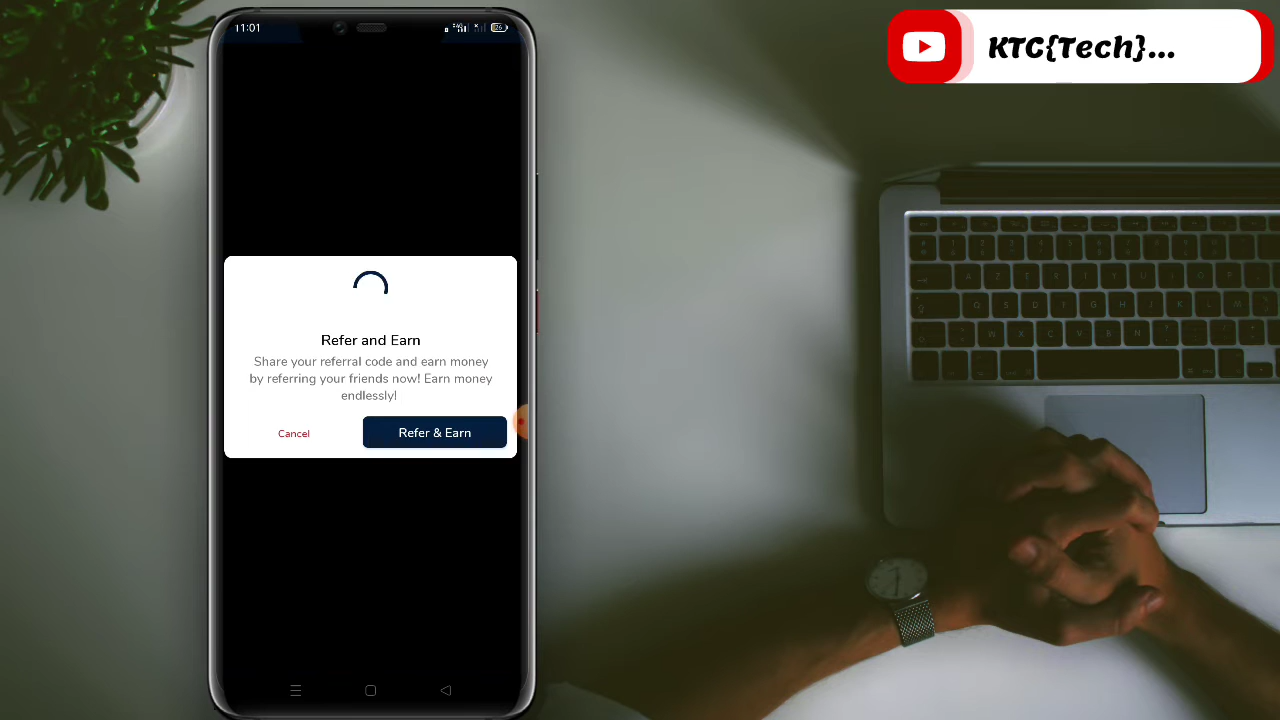 11:01
KTC{Tech}...
Refer and Earn
Share your referral code and earn money
by referring your friends now! Earn money
endlessly!
Cancel
Refer & Earn